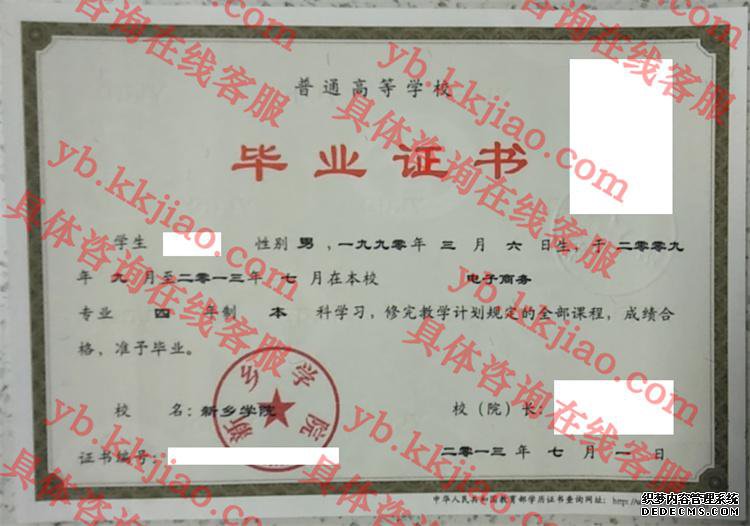 普通高等学校
毕业证书
学生 性别 男 ,一九九〇年 三 月 六 日生,于 二〇〇九
年 九 月至二〇一三年 七 月在本校 电子商务
专业 四 年制 本 科学习,修完教学计划规定的全部课程,成绩合
格,准予毕业。
校 名:新乡学院 校(院)长:
证书编号: 二〇一三 年 七 月 一 日
中华人民共和国教育部学历证书查询网址:http:/
新乡学院
yb.kkjiao.com
具体咨询在线客服
织梦内容管理系统
DEDECMS.COM